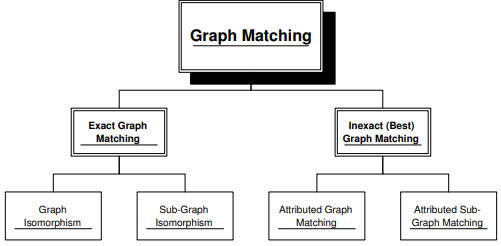 Graph Matching
Exact Graph
Matching
Inexact (Best)
Graph Matching
Graph
Isomorphism
Sub-Graph
Isomorphism
Attributed Graph
Matching
Attributed Sub-
Graph Matching